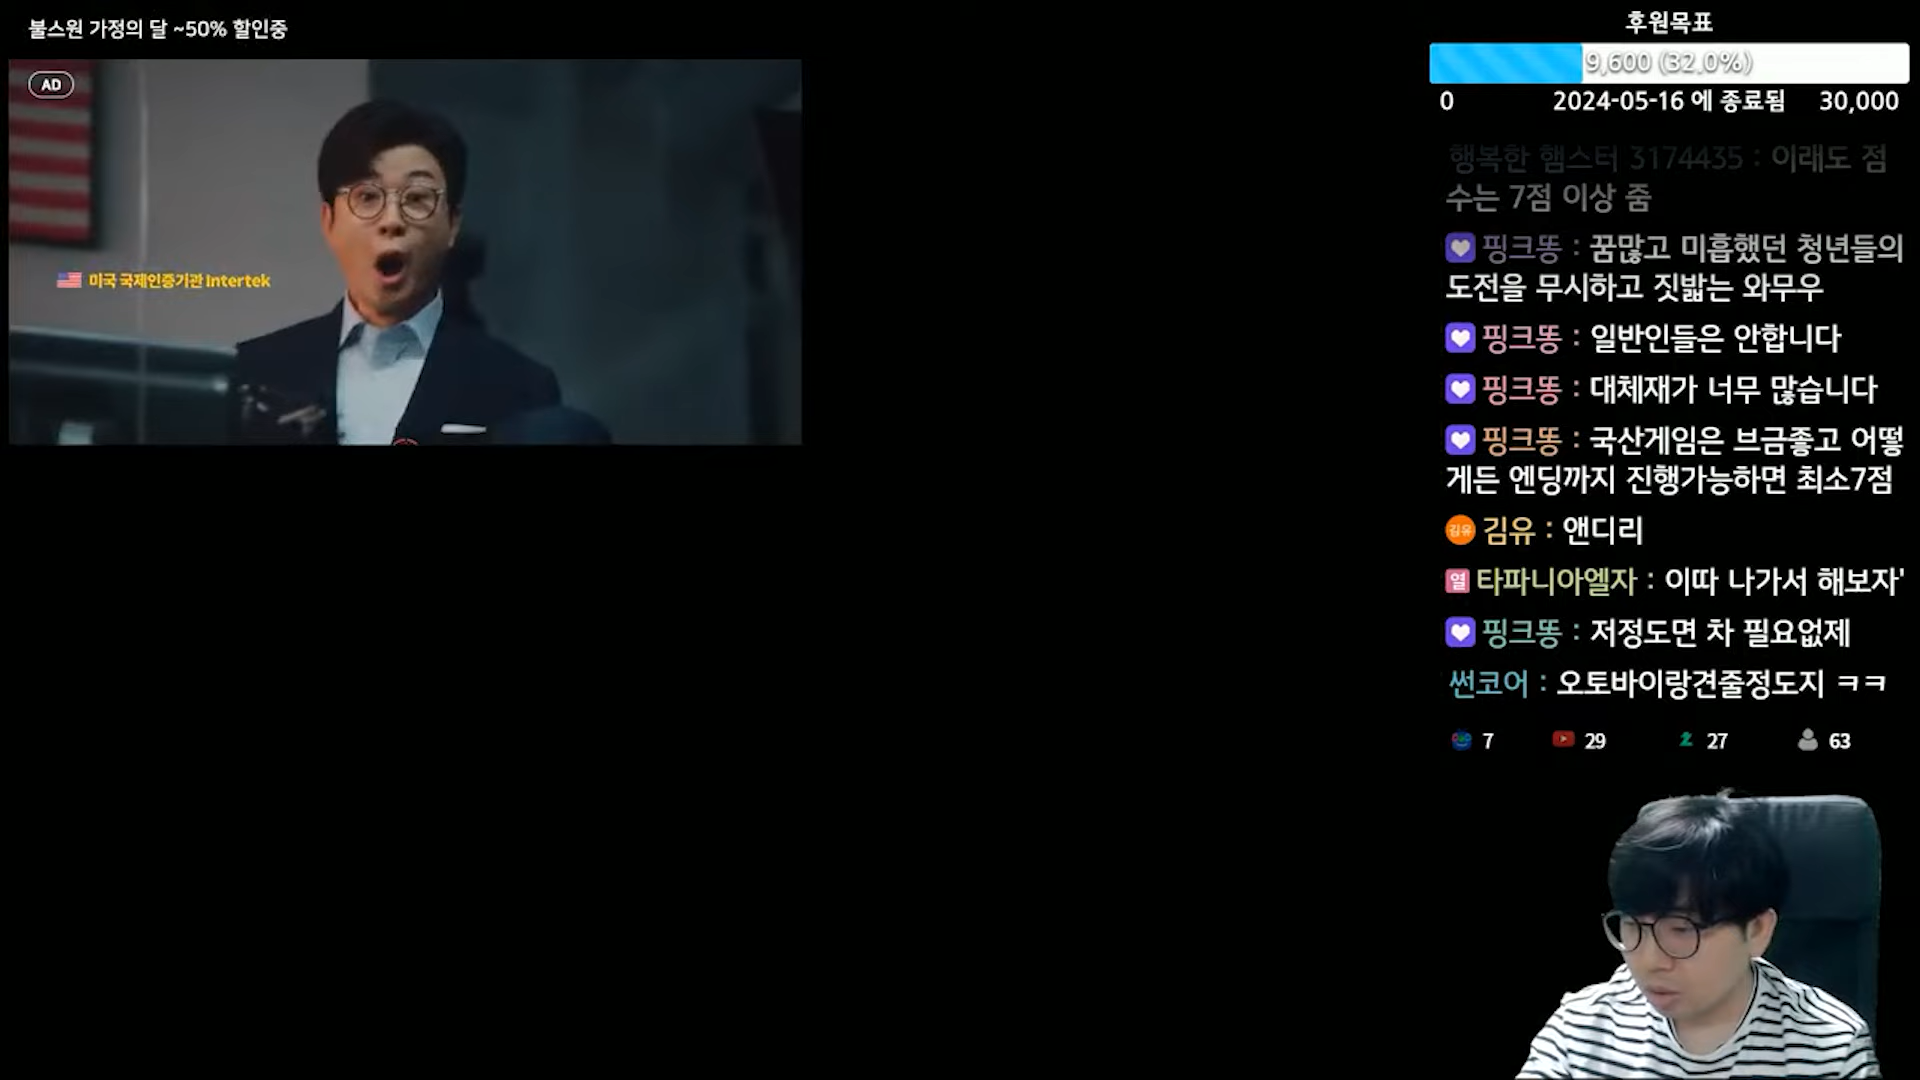 불스원 가정의 달 ~50% 할인중
AD
미국 국제인증기관 Intertek
후원목표
9,600 (32.0%)
0 2024-05-16 에 종료됨 30,000
행복한 햄스터 3174435 : 이래도 점
수는 7점 이상 줌
핑크똥 : 꿈많고 미흡했던 청년들의
도전을 무시하고 짓밟는 와무우
핑크똥 : 일반인들은 안합니다
핑크똥 : 대체재가 너무 많습니다
핑크똥 : 국산게임은 브금좋고 어떻
게든 엔딩까지 진행가능하면 최소7점
김유 김유 : 앤디리
열 타파니아엘자 : 이따 나가서 해보자'
핑크똥 : 저정도면 차 필요없제
썬코어 : 오토바이랑견줄정도지 ㅋㅋ
7 29 27 63